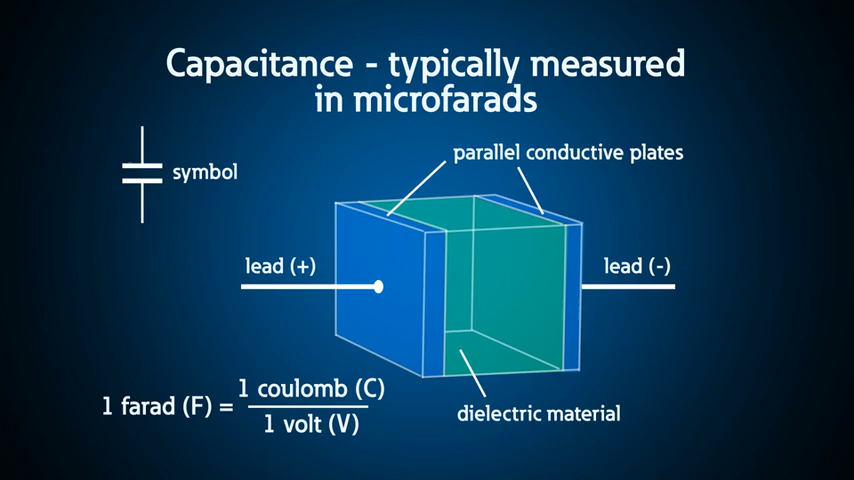 Capacitance - typically measured
in microfarads
symbol
parallel conductive plates
lead (+)
lead (-)
1 farad (F) = 1 coulomb (C)
1 volt (V)
dielectric material